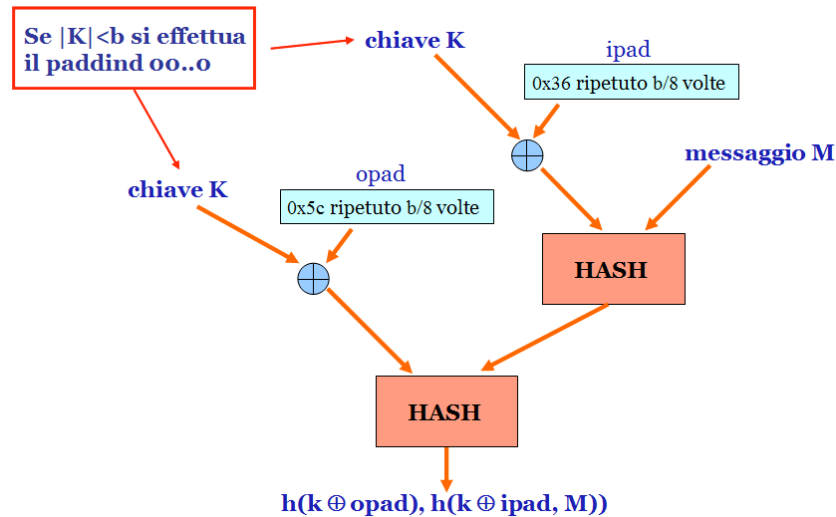 Se |K|<b si effettua
il paddind 00..0
chiave K
ipad
0x36 ripetuto b/8 volte
messaggio M
chiave K
opad
0x5c ripetuto b/8 volte
HASH
HASH
h(k ⊕ opad), h(k ⊕ ipad, M))